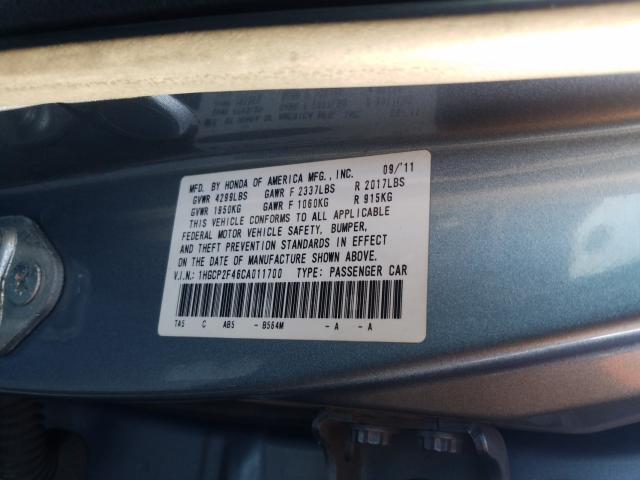 MFD. BY HONDA OF AMERICA MFG., INC. 09/'11
GVWR 4299LBS GAWR F 2337LBS R 2017LBS
GVWR 1950KG GAWR F 1060KG R 915KG
THIS VEHICLE CONFORMS TO ALL APPLICABLE
FEDERAL MOTOR VEHICLE SAFETY, BUMPER,
AND THEFT PREVENTION STANDARDS IN EFFECT
ON THE DATE OF MANUFACTURE SHOWN ABOVE.
V.I.N.: 1HGCP2F46CA011700 TYPE: PASSENGER CAR
TA5 C AB5 - B564M - A - A